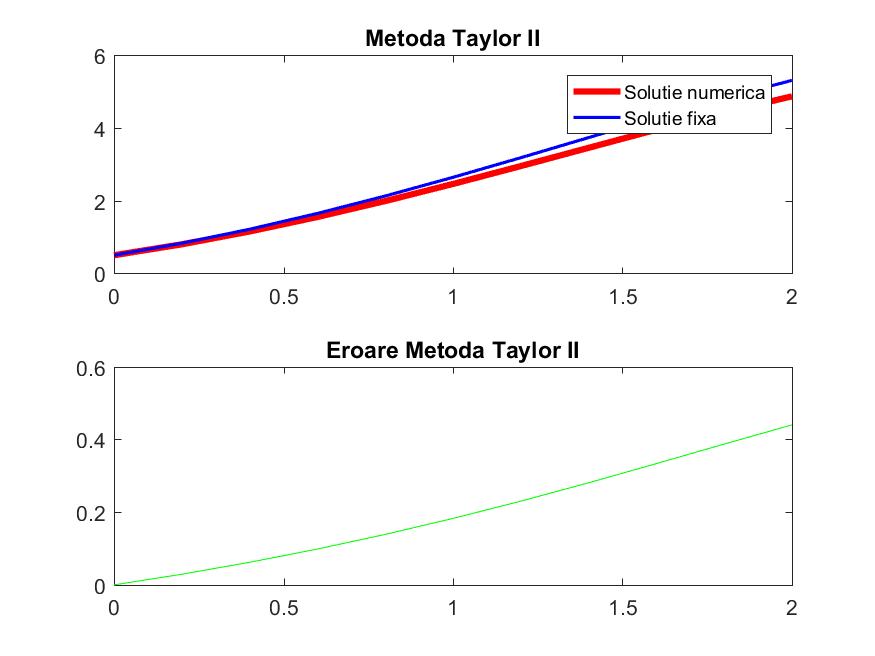 Metoda Taylor II
6
4
2
0
Solutie numerica
Solutie fixa
0 0.5 1 1.5 2
Eroare Metoda Taylor II
0.6
0.4
0.2
0
0 0.5 1 1.5 2